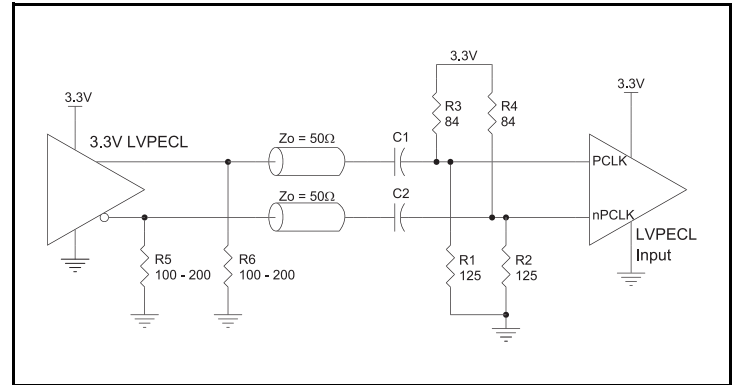 3.3V
3.3V
3.3V
R3
84
R4
84
3.3V LVPECL
Zo = 50Ω
C1
PCLK
Zo = 50Ω
C2
nPCLK
LVPECL
Input
R5
100 - 200
R6
100 - 200
R1
125
R2
125